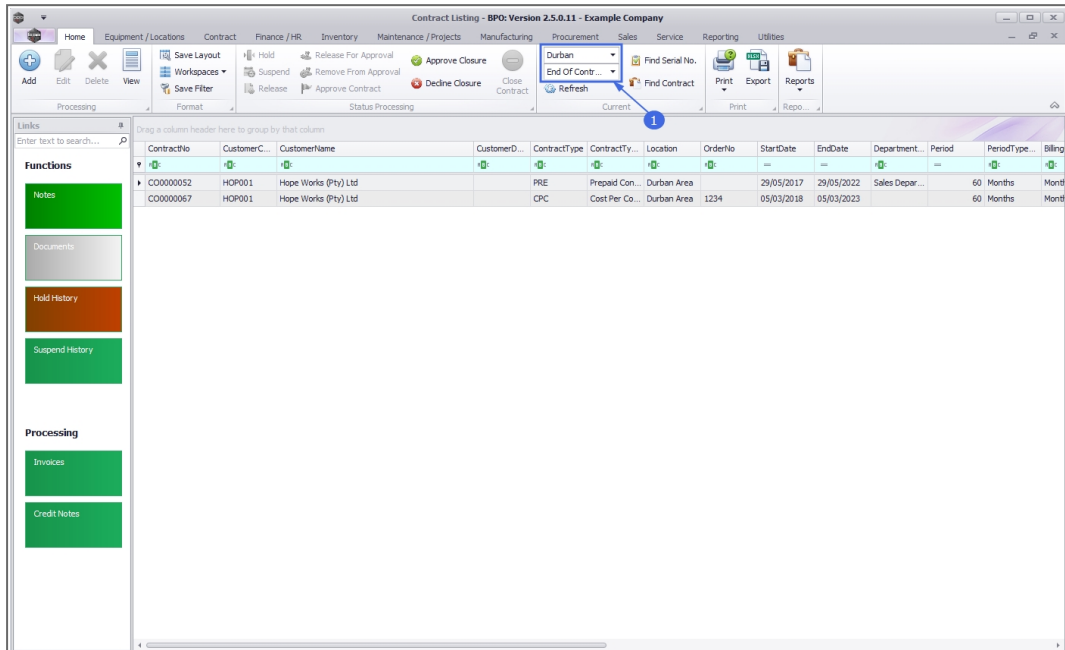 Contract Listing - BPO: Version 2.5.0.11 - Example Company
Home Equipment / Locations Contract Finance / HR Inventory Maintenance / Projects Manufacturing Procurement Sales Service Reporting Utilities
Add Edit Delete View
Processing
Save Layout
Workspaces
Save Filter
Format
Hold Release For Approval
Suspend Remove From Approval
Release Approve Contract
Approve Closure
Decline Closure
Close Contract
Status Processing
Durban
End Of Contr...
Refresh
Find Serial No.
Find Contract
Current
Print Export
Print
Reports
Repo...
1
Links
Enter text to search...
Functions
Notes
Documents
Hold History
Suspend History
Processing
Invoices
Credit Notes
Drag a column header here to group by that column
ContractNo CustomerC... CustomerName CustomerD... ContractType ContractTy... Location OrderNo StartDate EndDate Department... Period PeriodType... Billing
CO0000052 HOP001 Hope Works (Pty) Ltd PRE Prepaid Con... Durban Area 29/05/2017 29/05/2022 Sales Depar... 60 Months Month
CO0000067 HOP001 Hope Works (Pty) Ltd CPC Cost Per Co... Durban Area 1234 05/03/2018 05/03/2023 60 Months Month